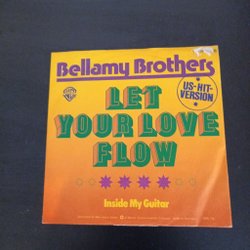 Bellamy Brothers
US-HIT-
VERSION
LET
YOUR LOVE
FLOW
Inside My Guitar